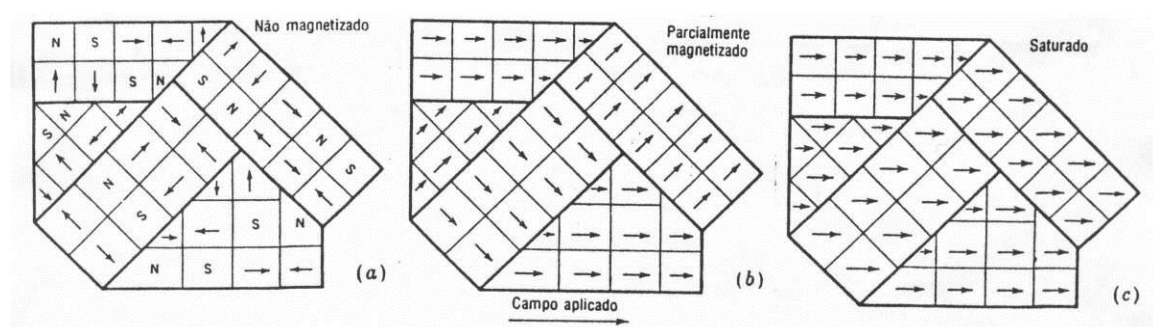 Não magnetizado
N S
S N
N
S
S
N
N
S
N
S
S N
N S
(a)
Parcialmente
magnetizado
(b)
Campo aplicado
Saturado
(c)